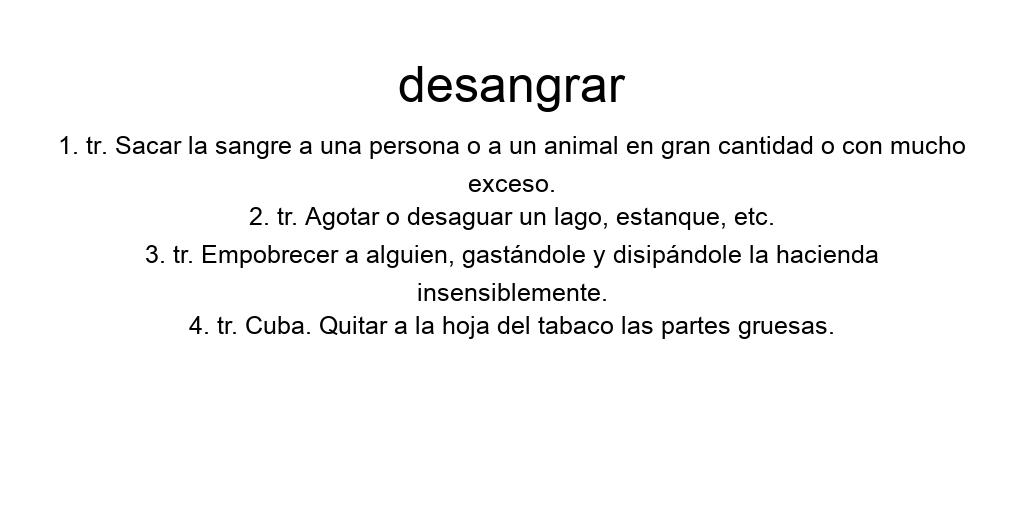 desangrar
1. tr. Sacar la sangre a una persona o a un animal en gran cantidad o con mucho
exceso.
2. tr. Agotar o desaguar un lago, estanque, etc.
3. tr. Empobrecer a alguien, gastándole y disipándole la hacienda
insensiblemente.
4. tr. Cuba. Quitar a la hoja del tabaco las partes gruesas.